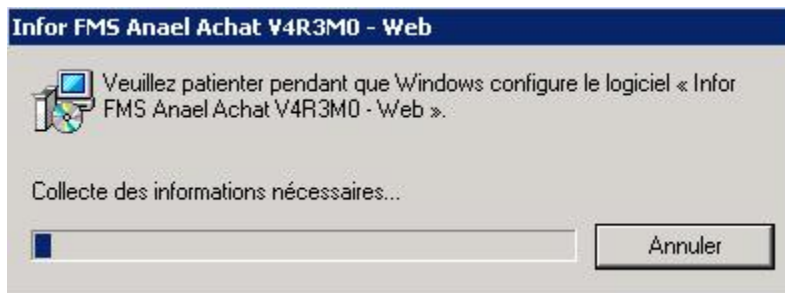 Infor FMS Anael Achat V4R3M0 - Web
Veuillez patienter pendant que Windows configure le logiciel « Infor
FMS Anael Achat V4R3M0 - Web ».
Collecte des informations nécessaires...
Annuler